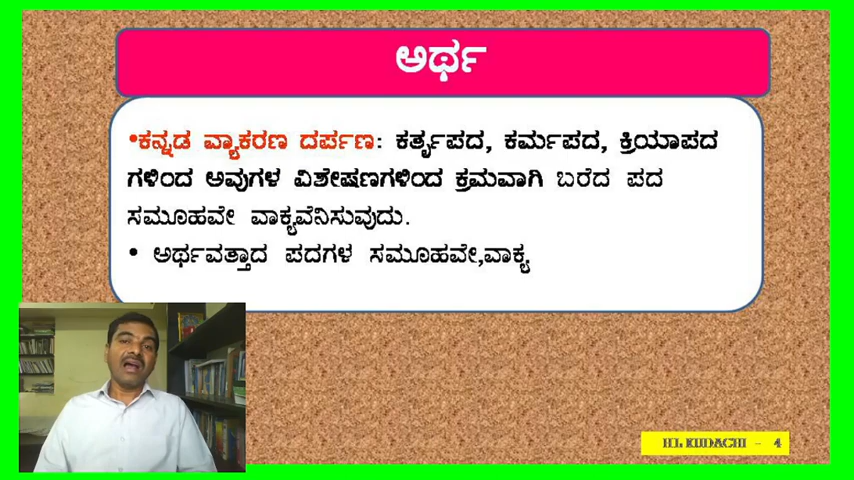 ಅರ್ಥ
•ಕನ್ನಡ ವ್ಯಾಕರಣ ದರ್ಪಣ: ಕರ್ತೃಪದ, ಕರ್ಮಪದ, ಕ್ರಿಯಾಪದ
ಗಳಿಂದ ಅವುಗಳ ವಿಶೇಷಣಗಳಿಂದ ಕ್ರಮವಾಗಿ ಬರೆದ ಪದ
ಸಮೂಹವೇ ವಾಕ್ಯವೆನಿಸುವುದು.
• ಅರ್ಥವತ್ತಾದ ಪದಗಳ ಸಮೂಹವೇ,ವಾಕ್ಯ
H.L KUDACHI - 4